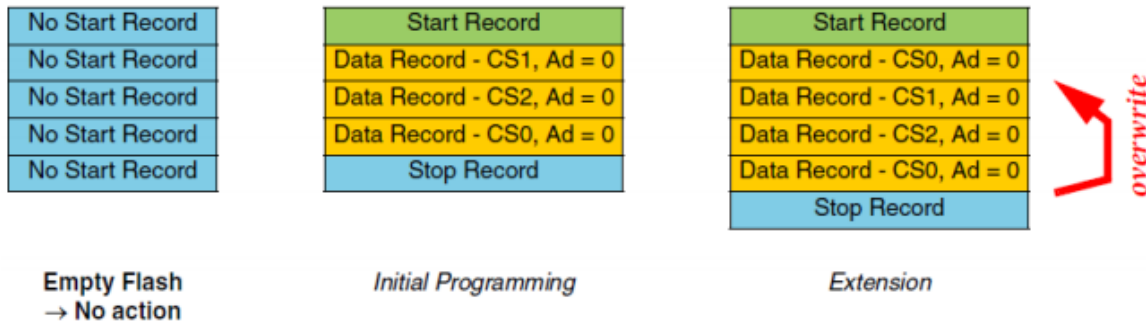 No Start Record
No Start Record
No Start Record
No Start Record
No Start Record
Empty Flash
→ No action
Start Record
Data Record - CS1, Ad = 0
Data Record - CS2, Ad = 0
Data Record - CS0, Ad = 0
Stop Record
Initial Programming
Start Record
Data Record - CS0, Ad = 0
Data Record - CS1, Ad = 0
Data Record - CS2, Ad = 0
Data Record - CS0, Ad = 0
Stop Record
Extension
overwrite